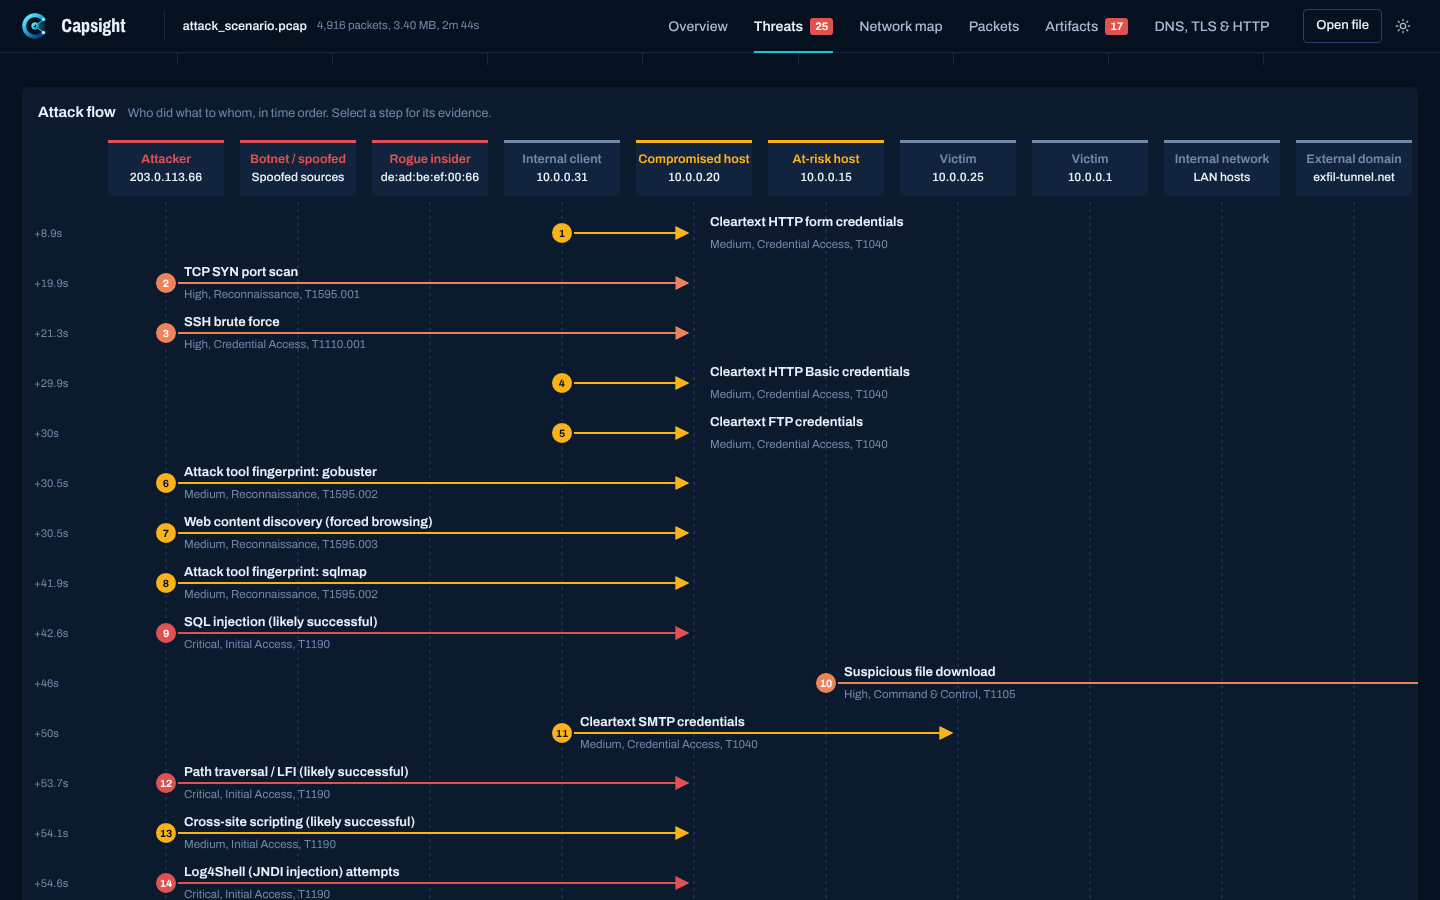 Capsight
attack_scenario.pcap 4,916 packets, 3.40 MB, 2m 44s
Overview
Threats 25
Network map
Packets
Artifacts 17
DNS, TLS & HTTP
Open file
Attack flow Who did what to whom, in time order. Select a step for its evidence.
Attacker
203.0.113.66
Botnet / spoofed
Spoofed sources
Rogue insider
de:ad:be:ef:00:66
Internal client
10.0.0.31
Compromised host
10.0.0.20
At-risk host
10.0.0.15
Victim
10.0.0.25
Victim
10.0.0.1
Internal network
LAN hosts
External domain
exfil-tunnel.net
+8.9s
1
Cleartext HTTP form credentials
Medium, Credential Access, T1040
+19.9s
2
TCP SYN port scan
High, Reconnaissance, T1595.001
+21.3s
3
SSH brute force
High, Credential Access, T1110.001
+29.9s
4
Cleartext HTTP Basic credentials
Medium, Credential Access, T1040
+30s
5
Cleartext FTP credentials
Medium, Credential Access, T1040
+30.5s
6
Attack tool fingerprint: gobuster
Medium, Reconnaissance, T1595.002
+30.5s
7
Web content discovery (forced browsing)
Medium, Reconnaissance, T1595.003
+41.9s
8
Attack tool fingerprint: sqlmap
Medium, Reconnaissance, T1595.002
+42.6s
9
SQL injection (likely successful)
Critical, Initial Access, T1190
+46s
10
Suspicious file download
High, Command & Control, T1105
+50s
11
Cleartext SMTP credentials
Medium, Credential Access, T1040
+53.7s
12
Path traversal / LFI (likely successful)
Critical, Initial Access, T1190
+54.1s
13
Cross-site scripting (likely successful)
Medium, Initial Access, T1190
+54.6s
14
Log4Shell (JNDI injection) attempts
Critical, Initial Access, T1190